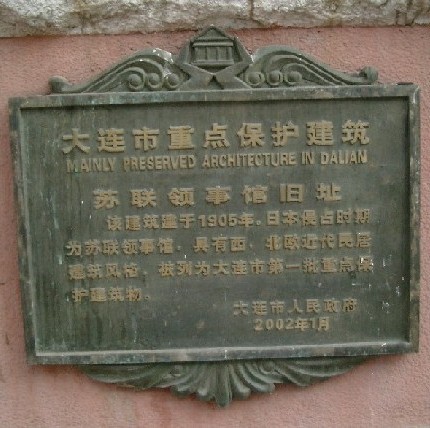 大连市重点保护建筑
MAINLY PRESERVED ARCHITECTURE IN DALIAN
苏联领事馆旧址
该建筑建于1905年。日本侵占时期
为苏联领事馆。具有西、北欧近代民居
建筑风格。被列为大连市第一批重点保
护建筑物。
大连市人民政府
2002年1月